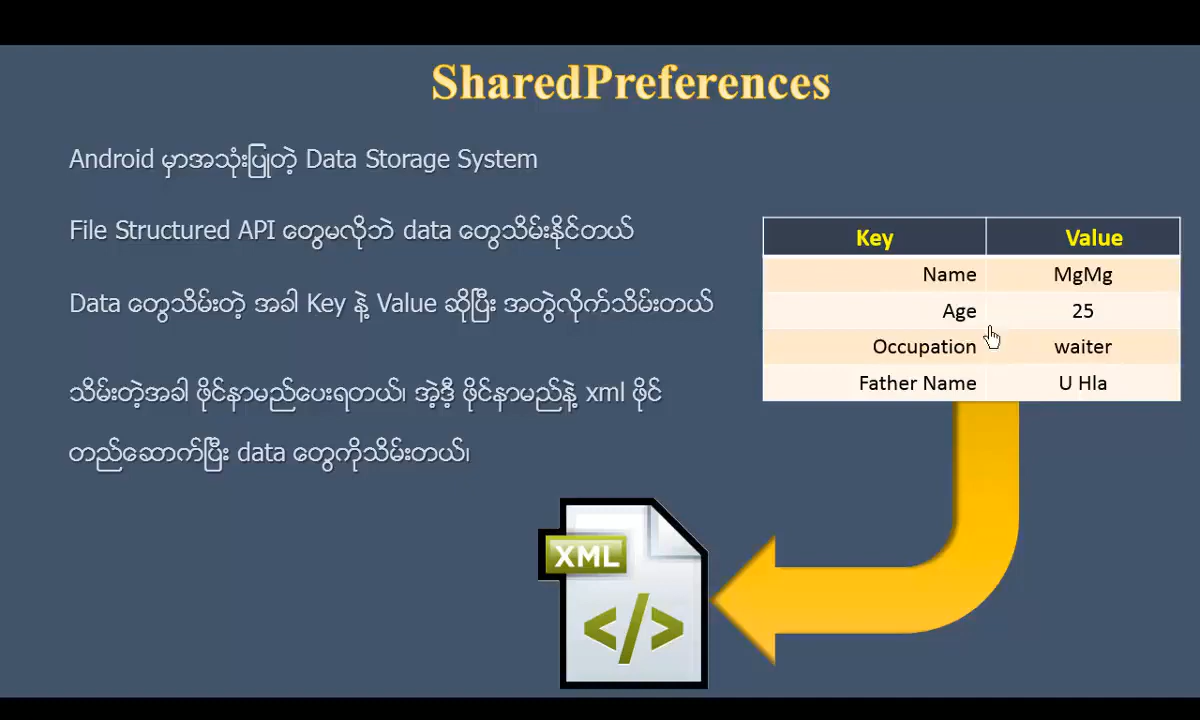 SharedPreferences
Android မှာအသုံးပြုတဲ့ Data Storage System
File Structured API တွေမလိုဘဲ data တွေသိမ်းနိုင်တယ်
Data တွေသိမ်းတဲ့ အခါ Key နဲ့ Value ဆိုပြီး အတွဲလိုက်သိမ်းတယ်
သိမ်းတဲ့အခါ ဖိုင်နာမည်ပေးရတယ်၊ အဲ့ဒီ့ ဖိုင်နာမည်နဲ့ xml ဖိုင်
တည်ဆောက်ပြီး data တွေကိုသိမ်းတယ်၊
Key Value
Name MgMg
Age 25
Occupation waiter
Father Name U Hla
XML
</>